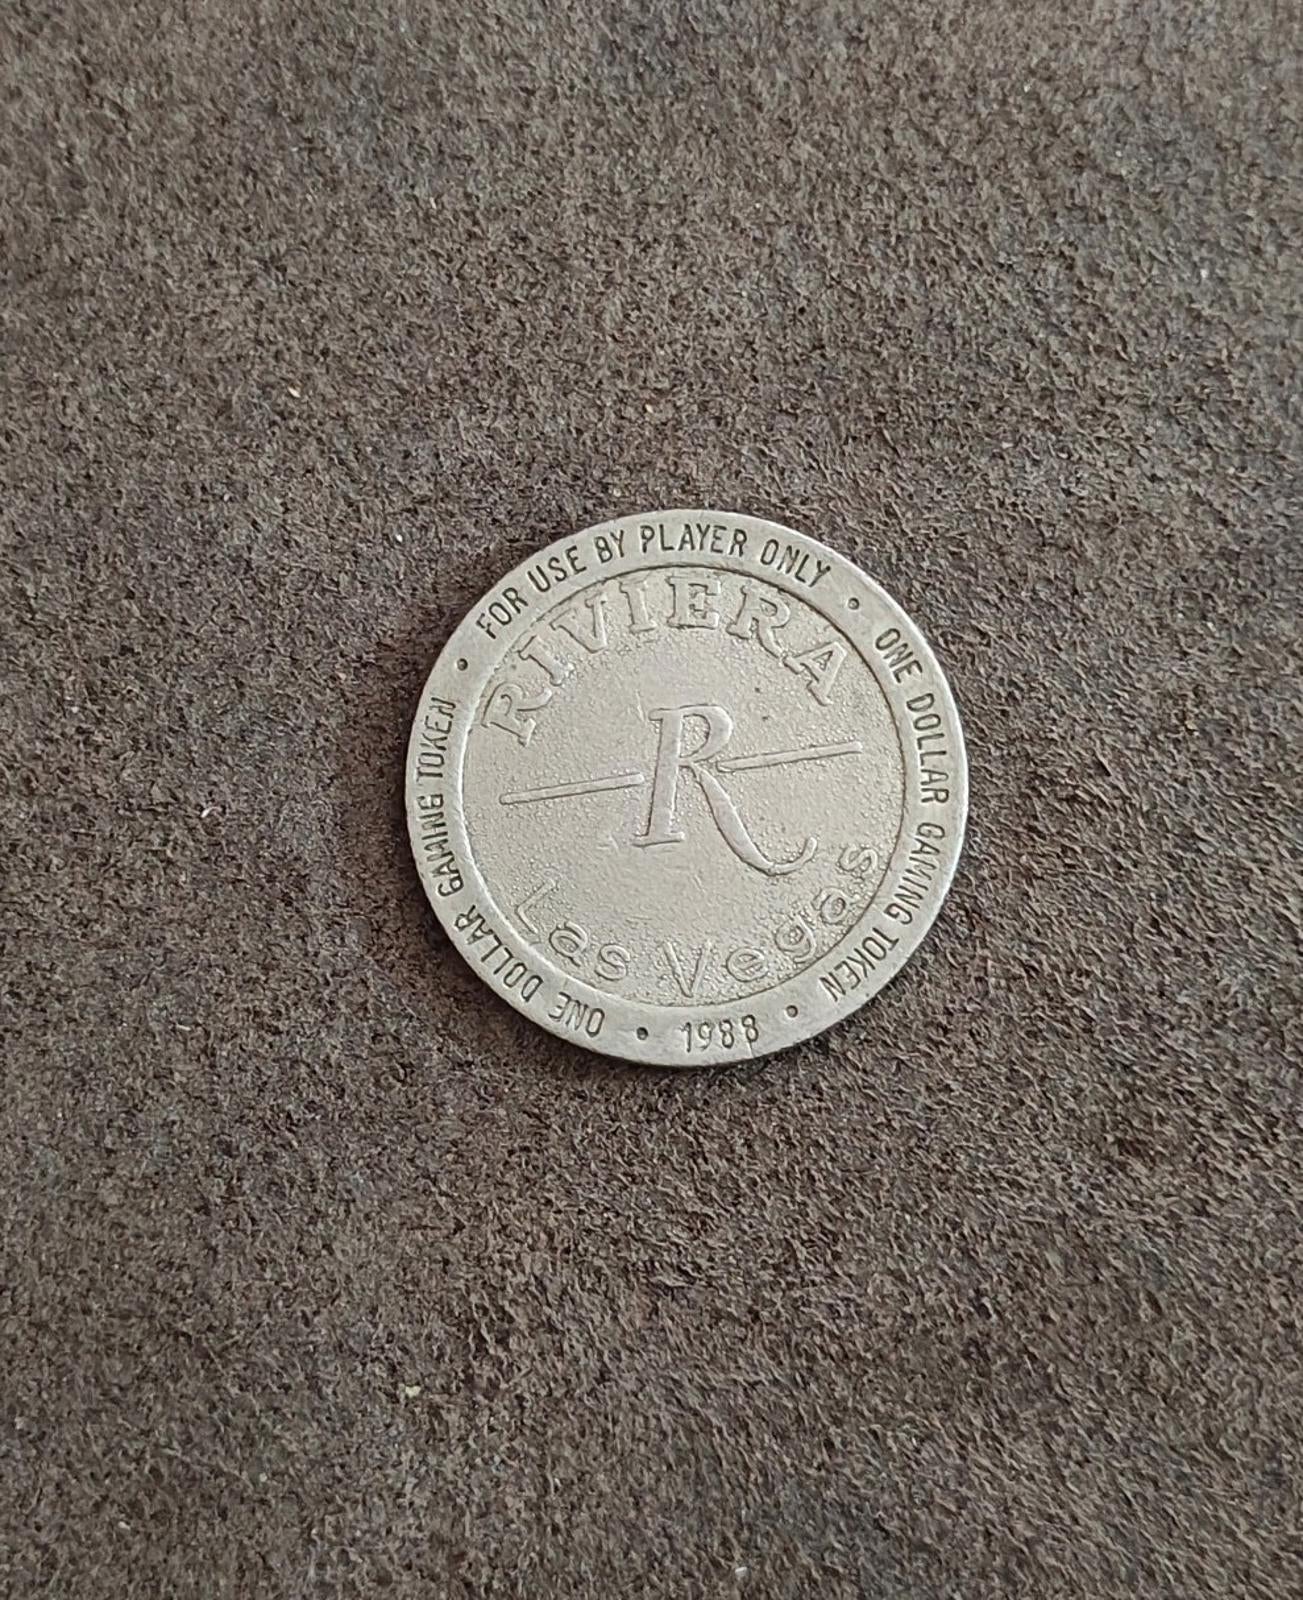 FOR USE BY PLAYER ONLY • ONE DOLLAR GAMING TOKEN • 1988 • ONE DOLLAR GAMING TOKEN •
RIVIERA
R
Las Vegas